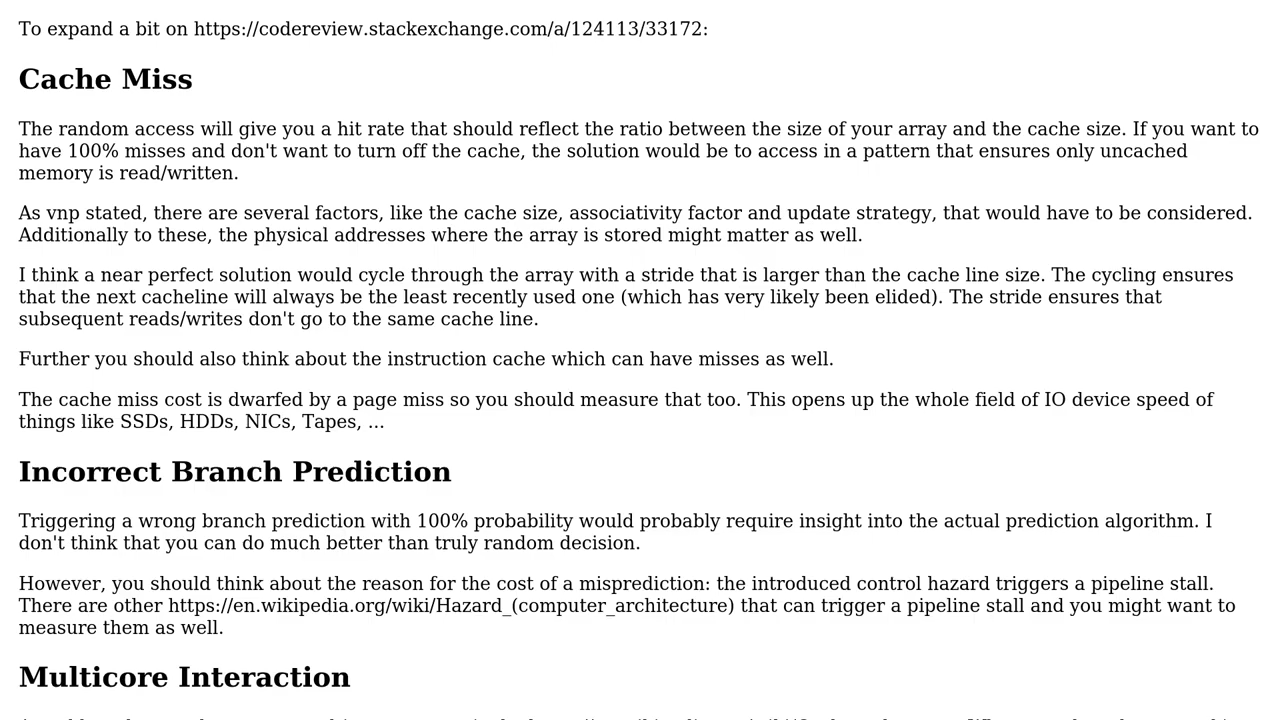 To expand a bit on https://codereview.stackexchange.com/a/124113/33172:
Cache Miss
The random access will give you a hit rate that should reflect the ratio between the size of your array and the cache size. If you want to
have 100% misses and don't want to turn off the cache, the solution would be to access in a pattern that ensures only uncached
memory is read/written.
As vnp stated, there are several factors, like the cache size, associativity factor and update strategy, that would have to be considered.
Additionally to these, the physical addresses where the array is stored might matter as well.
I think a near perfect solution would cycle through the array with a stride that is larger than the cache line size. The cycling ensures
that the next cacheline will always be the least recently used one (which has very likely been elided). The stride ensures that
subsequent reads/writes don't go to the same cache line.
Further you should also think about the instruction cache which can have misses as well.
The cache miss cost is dwarfed by a page miss so you should measure that too. This opens up the whole field of IO device speed of
things like SSDs, HDDs, NICs, Tapes, ...
Incorrect Branch Prediction
Triggering a wrong branch prediction with 100% probability would probably require insight into the actual prediction algorithm. I
don't think that you can do much better than truly random decision.
However, you should think about the reason for the cost of a misprediction: the introduced control hazard triggers a pipeline stall.
There are other https://en.wikipedia.org/wiki/Hazard_(computer_architecture) that can trigger a pipeline stall and you might want to
measure them as well.
Multicore Interaction